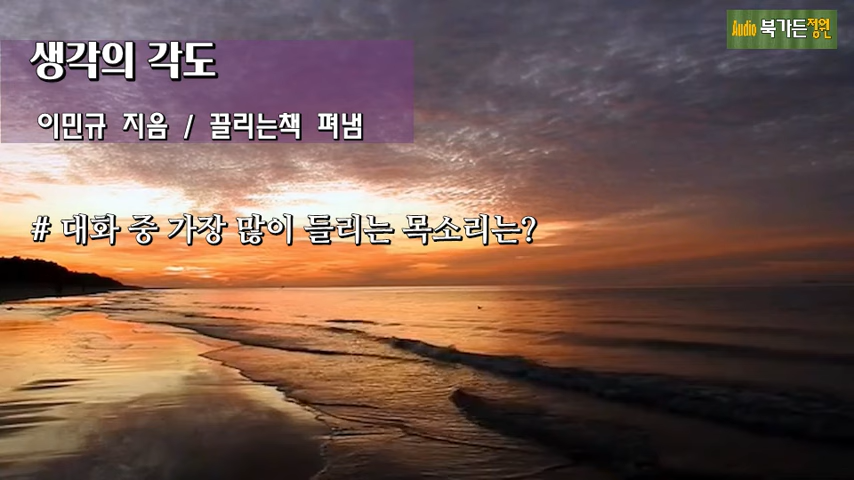 Audio 북가든정원
생각의 각도
이민규 지음 / 끌리는책 펴냄
# 대화 중 가장 많이 들리는 목소리는?